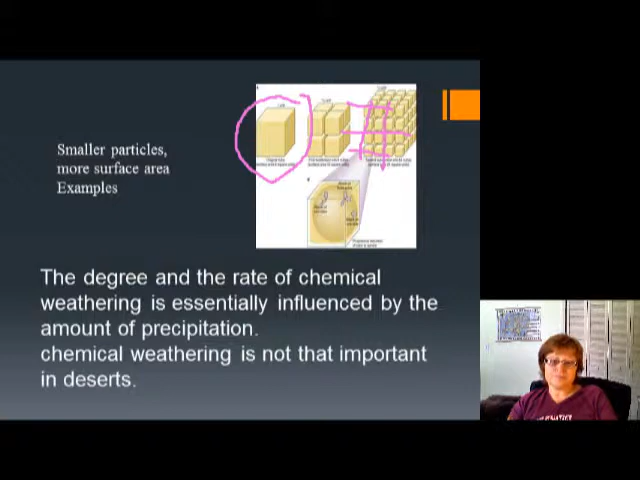 Smaller particles,
more surface area
Examples
The degree and the rate of chemical
weathering is essentially influenced by the
amount of precipitation.
chemical weathering is not that important
in deserts.